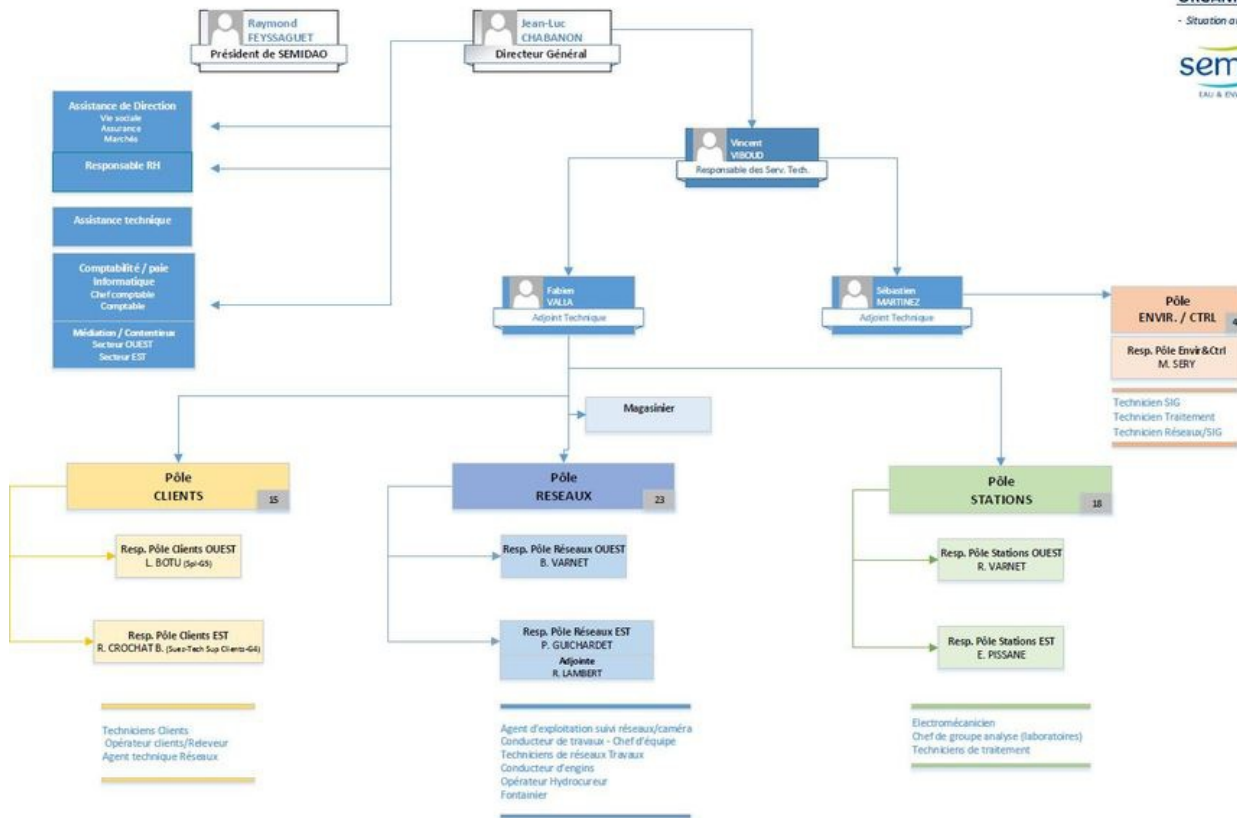 Raymond
FEYSSAGUET
Président de SEMIDAO
Jean-Luc
CHABANON
Directeur Général
- Situation a
sem
EAU & ENV
Assistance de Direction
Vie sociale
Assurance
Marchés
Responsable RH
Assistance technique
Comptabilité / paie
Informatique
Chef comptable
Comptable
Médiation / Contentieux
Secteur OUEST
Secteur EST
Vincent
VIBOUD
Responsable des Serv. Tech.
Fabien
VALLA
Adjoint Technique
Sébastien
MARTINEZ
Adjoint Technique
Pôle
ENVIR. / CTRL
4
Resp. Pôle Envir&Ctrl
M. SERY
Technicien SIG
Technicien Traitement
Technicien Réseaux/SIG
Magasinier
Pôle
CLIENTS
15
Resp. Pôle Clients OUEST
L. BOTU (Spl-G5)
Resp. Pôle Clients EST
R. CROCHAT B. (Suez-Tech Sup Clients-G4)
Techniciens Clients
Opérateur clients/Releveur
Agent technique Réseaux
Pôle
RESEAUX
23
Resp. Pôle Réseaux OUEST
B. VARNET
Resp. Pôle Réseaux EST
P. GUICHARDET
Adjointe
R. LAMBERT
Agent d'exploitation suivi réseaux/caméra
Conducteur de travaux - Chef d'équipe
Techniciens de réseaux Travaux
Conducteur d'engins
Opérateur Hydrocureur
Fontainier
Pôle
STATIONS
18
Resp. Pôle Stations OUEST
R. VARNET
Resp. Pôle Stations EST
E. PISSANE
Electromécanicien
Chef de groupe analyse (laboratoires)
Techniciens de traitement